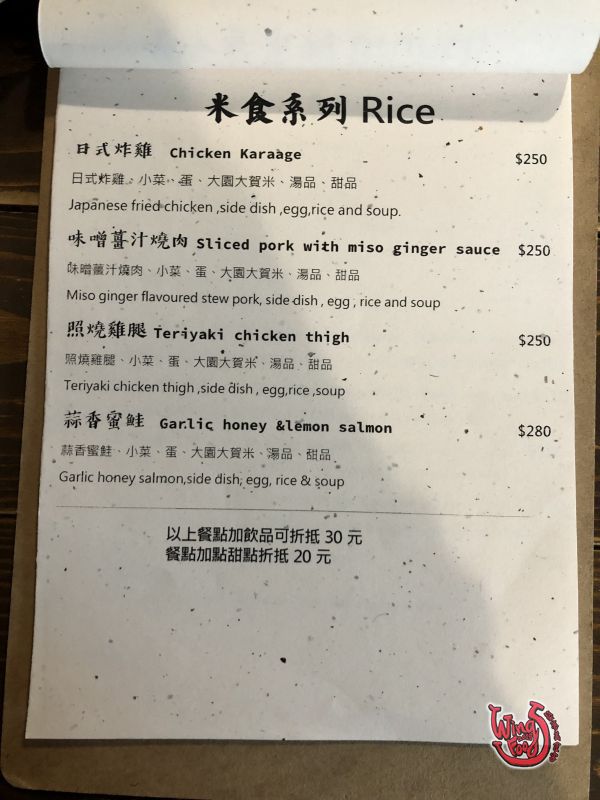 米食系列 Rice
日式炸雞 Chicken Karaage $250
日式炸雞、小菜、蛋、大園大賀米、湯品、甜品
Japanese fried chicken ,side dish ,egg,rice and soup.
味噌薑汁燒肉 Sliced pork with miso ginger sauce $250
味噌薑汁燒肉、小菜、蛋、大園大賀米、湯品、甜品
Miso ginger flavoured stew pork, side dish , egg , rice and soup
照燒雞腿 Teriyaki chicken thigh $250
照燒雞腿、小菜、蛋、大園大賀米、湯品、甜品
Teriyaki chicken thigh ,side dish , egg,rice ,soup
蒜香蜜鮭 Garlic honey &lemon salmon $280
蒜香蜜鮭、小菜、蛋、大園大賀米、湯品、甜品
Garlic honey salmon,side dish, egg, rice & soup
以上餐點加飲品可折抵 30 元
餐點加點甜點折抵 20 元
Wing
Food